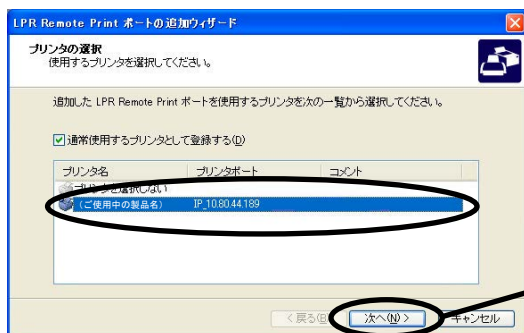 LPR Remote Print ポートの追加ウィザード
プリンタの選択
使用するプリンタを選択してください。
追加した LPR Remote Print ポートを使用するプリンタを次の一覧から選択してください。
通常使用するプリンタとして登録する(D)
プリンタ名 プリンタポート コメント
プリンタを選択しない
(ご使用中の製品名) IP_10.80.44.189
< 戻る(B) 次へ(N) > キャンセル